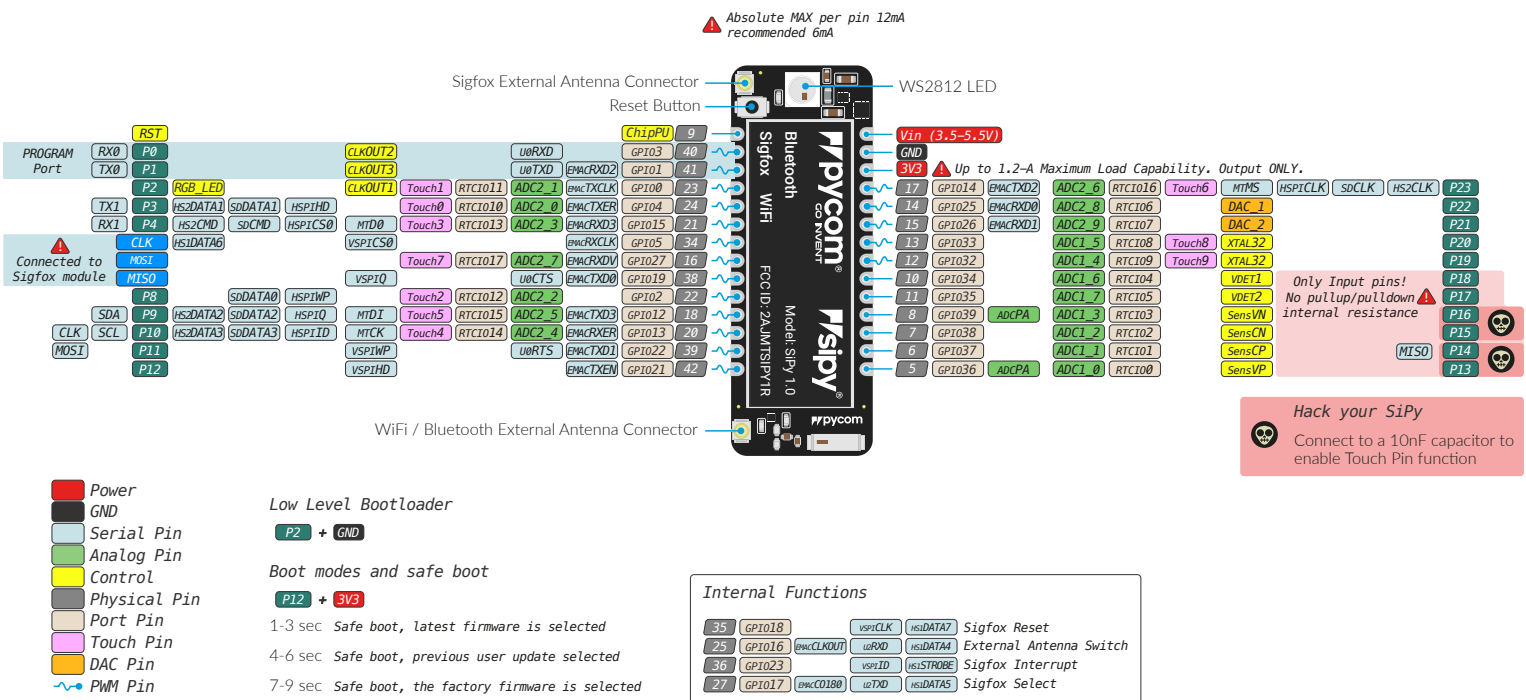 Absolute MAX per pin 12mA
recommended 6mA
Sigfox External Antenna Connector
WS2812 LED
Reset Button
RST ChipPU 9 Vin (3.5-5.5V)
PROGRAM
Port
RX0 P0 CLKOUT2 U0RXD GPIO3 40 GND
TX0 P1 CLKOUT3 U0TXD EMACRXD2 GPIO1 41 3V3 Up to 1.2-A Maximum Load Capability. Output ONLY.
P2 RGB_LED CLKOUT1 Touch1 RTCIO11 ADC2_1 EMACTXCLK GPIO0 23 17 GPIO14 EMACTXD2 ADC2_6 RTCIO16 Touch6 MTMS HSPICLK SDCLK HS2CLK P23
TX1 P3 HS2DATA1 SDDATA1 HSPIHD Touch0 RTCIO10 ADC2_0 EMACTXER GPIO4 24 14 GPIO25 EMACRXD0 ADC2_8 RTCIO6 DAC_1 P22
RX1 P4 HS2CMD SDCMD HSPICS0 MTD0 Touch3 RTCIO13 ADC2_3 EMACRXD3 GPIO15 21 15 GPIO26 EMACRXD1 ADC2_9 RTCIO7 DAC_2 P21
CLK HS1DATA6 VSPICS0 EMACRXCLK GPIO5 34 13 GPIO33 ADC1_5 RTCIO8 Touch8 XTAL32 P20
Connected to
Sigfox module
MOSI Touch7 RTCIO17 ADC2_7 EMACRXDV GPIO27 16 12 GPIO32 ADC1_4 RTCIO9 Touch9 XTAL32 P19
MISO VSPIQ U0CTS EMACTXD0 GPIO19 38 10 GPIO34 ADC1_6 RTCIO4 VDET1 P18
P8 SDDATA0 HSPIWP Touch2 RTCIO12 ADC2_2 GPIO2 22 11 GPIO35 ADC1_7 RTCIO5 VDET2 P17
SDA P9 HS2DATA2 SDDATA2 HSPIQ MTDI Touch5 RTCIO15 ADC2_5 EMACTXD3 GPIO12 18 8 GPIO39 ADCPA ADC1_3 RTCIO3 SensVN P16
CLK SCL P10 HS2DATA3 SDDATA3 HSPIID MTCK Touch4 RTCIO14 ADC2_4 EMACRXER GPIO13 20 7 GPIO38 ADC1_2 RTCIO2 SensCN P15
MOSI P11 VSPIWP U0RTS EMACTXD1 GPIO22 39 6 GPIO37 ADC1_1 RTCIO1 SensCP MISO P14
P12 VSPIHD EMACTXEN GPIO21 42 5 GPIO36 ADCPA ADC1_0 RTCIO0 SensVP P13
Only Input pins!
No pullup/pulldown
internal resistance
Sigfox WiFi FCC ID: 2AJMTSIPY1R
Bluetooth Model: SiPy 1.0
pycom®
GO INVENT
sipy®
pycom
WiFi / Bluetooth External Antenna Connector
Hack your SiPy
Connect to a 10nF capacitor to
enable Touch Pin function
Power
GND
Serial Pin
Analog Pin
Control
Physical Pin
Port Pin
Touch Pin
DAC Pin
PWM Pin
Low Level Bootloader
P2 + GND
Boot modes and safe boot
P12 + 3V3
1-3 sec Safe boot, latest firmware is selected
4-6 sec Safe boot, previous user update selected
7-9 sec Safe boot, the factory firmware is selected
Internal Functions
35 GPIO18 VSPICLK HS1DATA7 Sigfox Reset
25 GPIO16 EMACCLKOUT U2RXD HS1DATA4 External Antenna Switch
36 GPIO23 VSPIID HS1STROBE Sigfox Interrupt
27 GPIO17 EMACCO180 U2TXD HS1DATA5 Sigfox Select